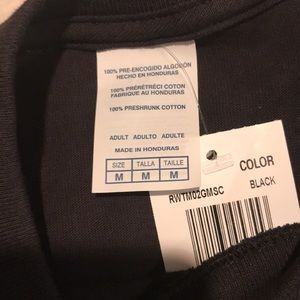 100% PRE-ENCOGIDO ALGODÓN
HECHO EN HONDURAS
100% PRÉRÉTRÉCI COTON
FABRIQUE AU HONDURAS
100% PRESHRUNK COTTON
ADULT ADULTO ADULTE
MADE IN HONDURAS
SIZE TALLA TAILLE
M M M
COLOR
BLACK
RWTM02GMSC